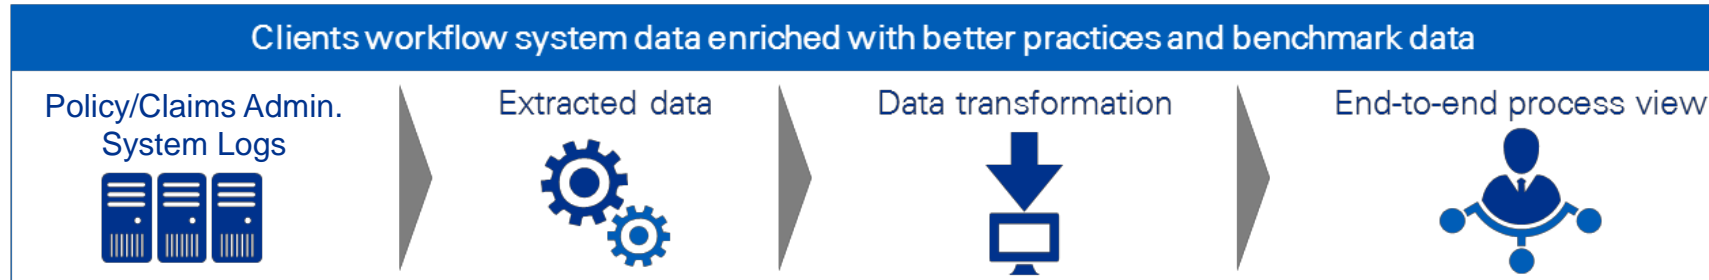 Clients workflow system data enriched with better practices and benchmark data
Policy/Claims Admin.
System Logs
Extracted data
Data transformation
End-to-end process view